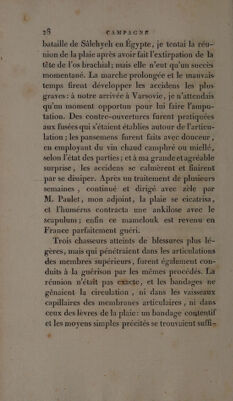 28 CAMPAGNE
bataille de Sâlehyeh en Égypte, je tentai la réu-
nion de la plaie après avoir fait l'extirpation de la
tête de l'os brachial; mais elle n'eut qu'un succès
momentané. La marche prolongée et le mauvais
temps firent développer les accidens les plus
graves: à notre arrivée à Varsovie, je n'attendais
qu'un moment opportun pour lui faire l'ampu-
tation. Des contre-ouvertures furent pratiquées
aux fusées qui s'étaient établies autour de l'articu-
lation; les pansemens furent faits avec douceur,
en employant du vin chaud camphré ou miellé,
selon l'état des parties; et à ma grande et agréable
surprise, les accidens se calmèrent et finirent
par se dissiper. Après un traitement de plusieurs
semaines, continué et dirigé avec zèle par
M. Paulet, mon adjoint, la plaie se cicatrisa,
et l'humérus contracta une ankilose avec le
scapulum; enfin ce mamelouk est revenu en
France parfaitement guéri.
Trois chasseurs atteints de blessures plus lé-
gères, mais qui pénétraient dans les articulations
des membres supérieurs, furent également con-
duits à la guérison par les mêmes procédés. La
réunion n'était pas exacte, et les bandages ne
gênaient la circulation, ni dans les vaisseaux
capillaires des membranes articulaires, ni dans
ceux des lèvres de la plaie: un bandage contentif
et les moyens simples précités se trouvaient suffi-